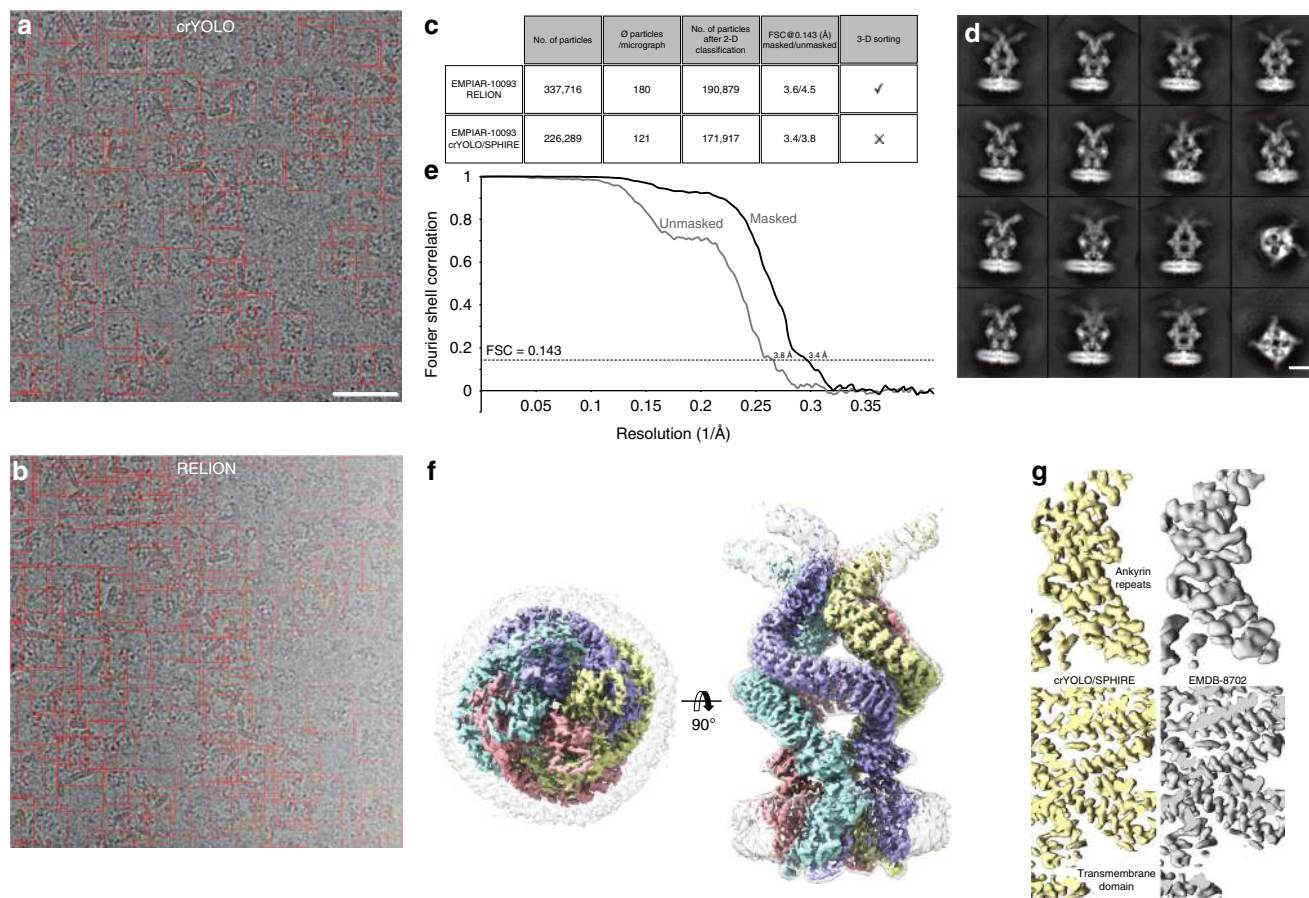 a
crYOLO
c
No. of particles
Ø particles
/micrograph
No. of particles
after 2-D
classification
FSC@0.143 (Å)
masked/unmasked
3-D sorting
EMPIAR-10093
RELION
337,716
180
190,879
3.6/4.5
✓
EMPIAR-10093
crYOLO/SPHIRE
226,289
121
171,917
3.4/3.8
✕
d
e
1
0.8
0.6
0.4
0.2
0
Fourier shell correlation
Unmasked
Masked
FSC = 0.143
3.8 Å
3.4 Å
0.05
0.1
0.15
0.2
0.25
0.3
0.35
Resolution (1/Å)
b
RELION
f
90°
g
Ankyrin
repeats
crYOLO/SPHIRE
EMDB-8702
Transmembrane
domain